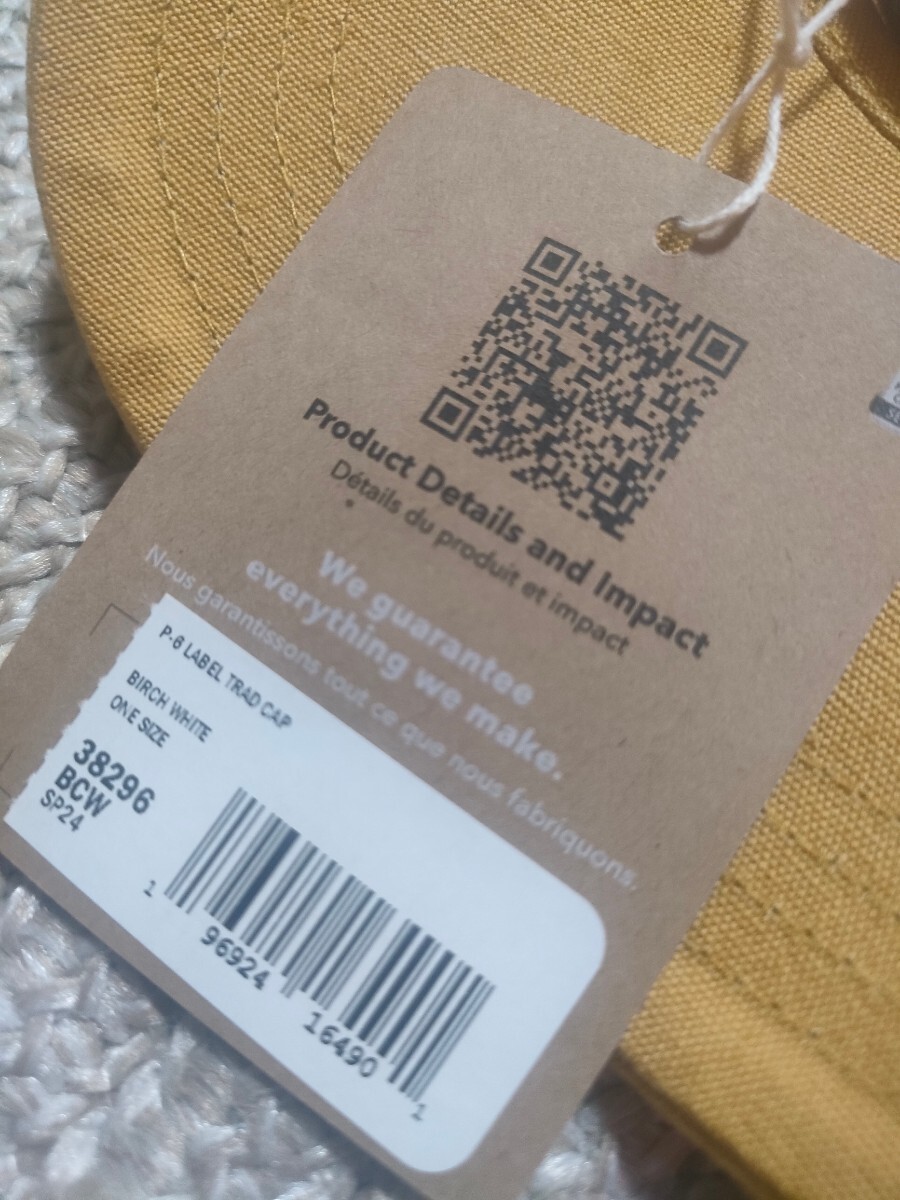 Product Details and Impact
Détails du produit et impact
We guarantee
everything we make.
Nous garantissons tout ce que nous fabriquons.
P-6 LABEL TRAD CAP
BIRCH WHITE
ONE SIZE
38296
BCW
SP24
1 96924 16490 1